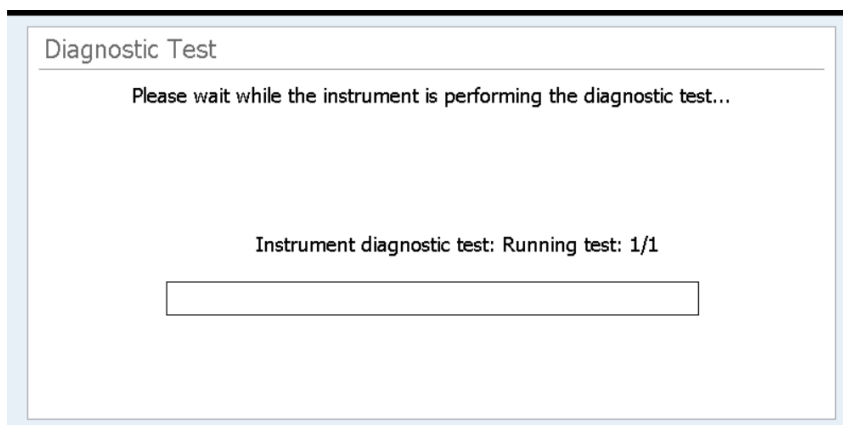 Diagnostic Test
Please wait while the instrument is performing the diagnostic test...
Instrument diagnostic test: Running test: 1/1